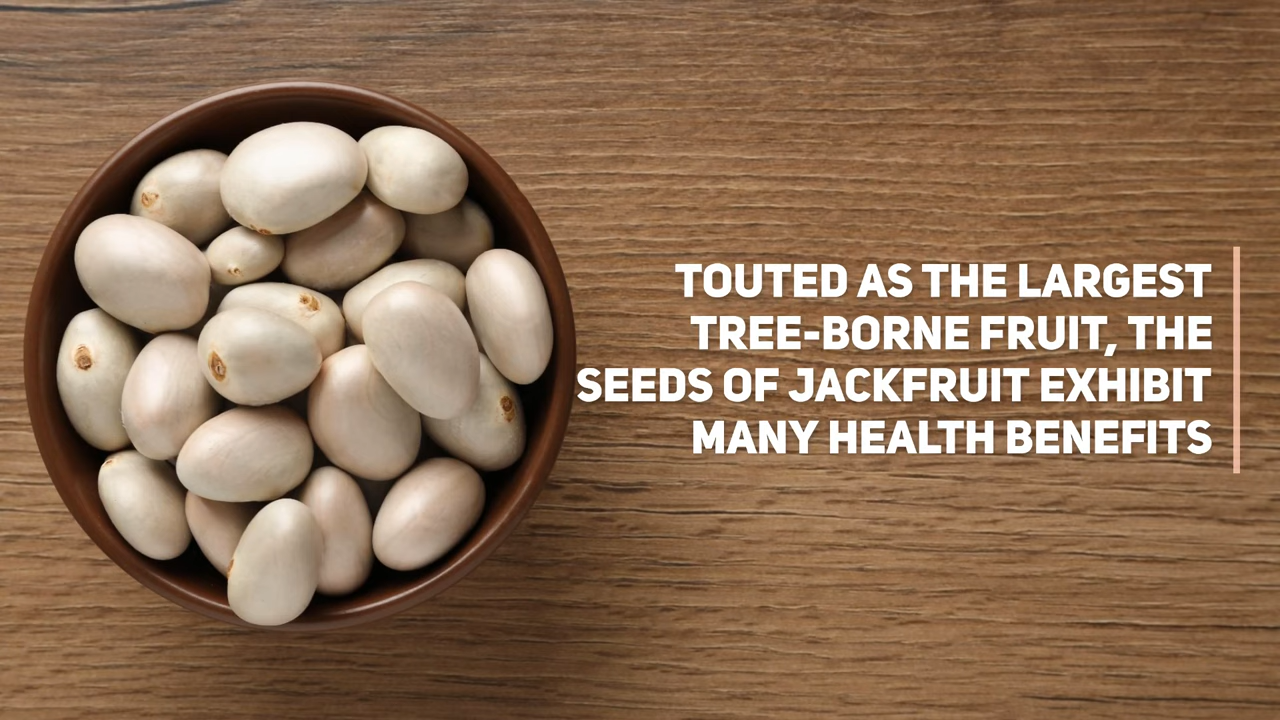 TOUTED AS THE LARGEST
TREE-BORNE FRUIT, THE
SEEDS OF JACKFRUIT EXHIBIT
MANY HEALTH BENEFITS